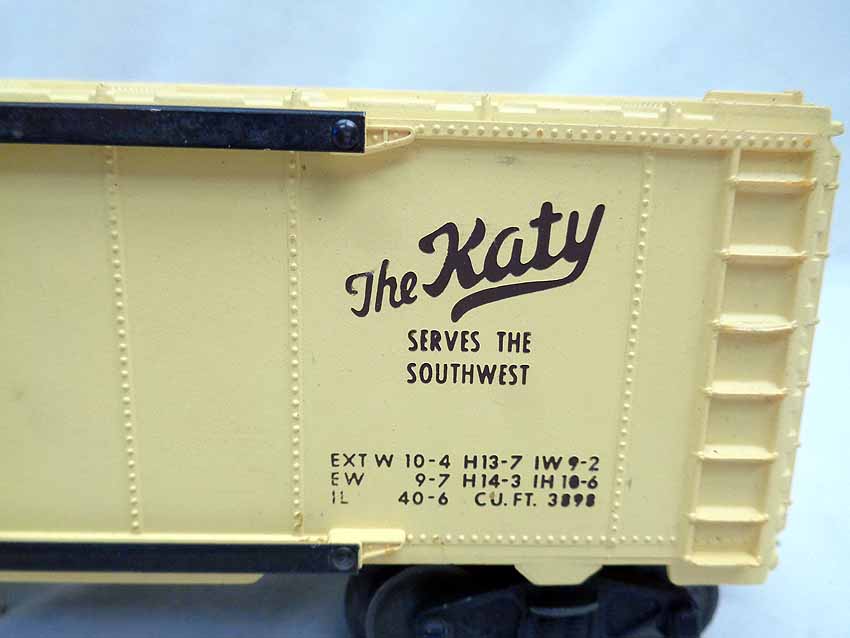 The Katy
SERVES THE
SOUTHWEST
EXT W 10-4 H13-7 IW 9-2
EW 9-7 H14-3 IH 10-6
IL 40-6 CU. FT. 3898